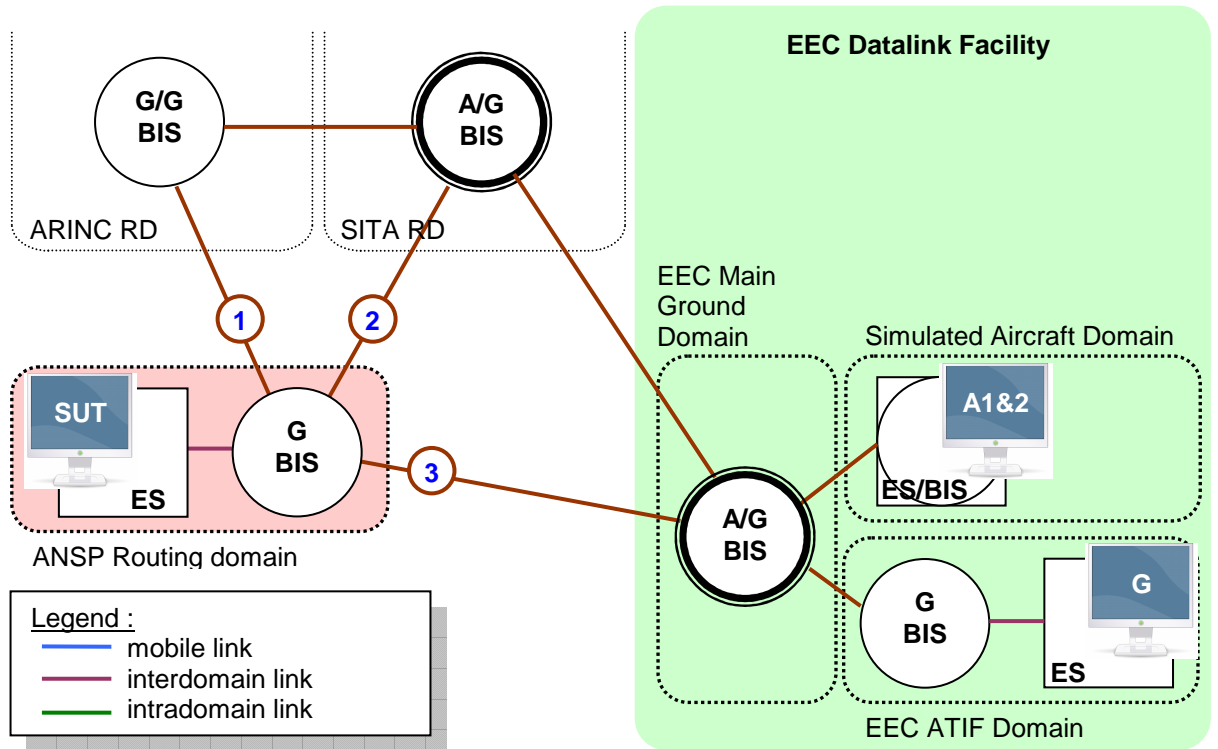 EEC Datalink Facility
G/G
BIS
A/G
BIS
ARINC RD
SITA RD
1
2
EEC Main
Ground
Domain
Simulated Aircraft Domain
SUT
ES
G
BIS
3
A1&2
ES/BIS
A/G
BIS
ANSP Routing domain
G
BIS
G
ES
EEC ATIF Domain
Legend :
mobile link
interdomain link
intradomain link